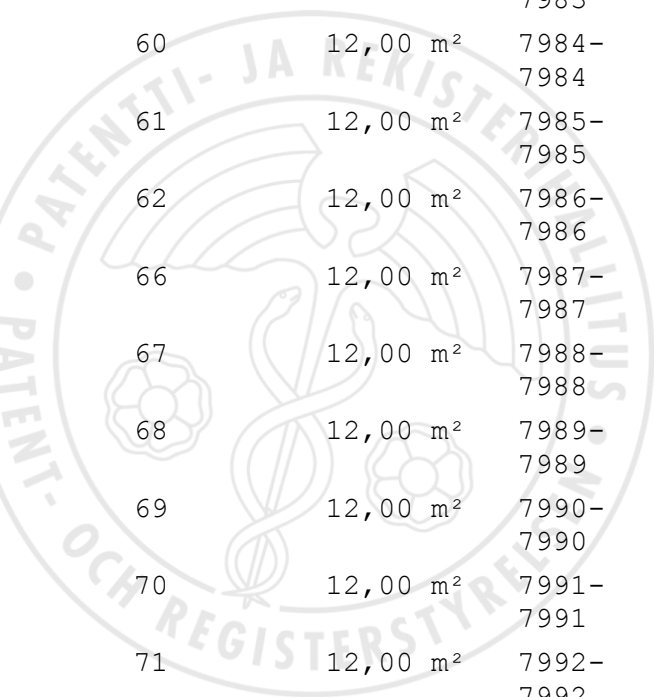 7983
60 12,00 m² 7984-
7984
61 12,00 m² 7985-
7985
62 12,00 m² 7986-
7986
66 12,00 m² 7987-
7987
67 12,00 m² 7988-
7988
68 12,00 m² 7989-
7989
69 12,00 m² 7990-
7990
70 12,00 m² 7991-
7991
71 12,00 m² 7992-
7992
PATENTTI- JA REKISTERIHALLITUS • 
PATENT- OCH REGISTERSTYRELSEN •